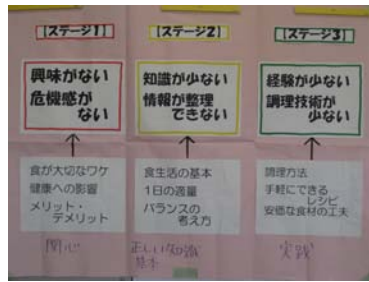 【ステージ1】
興味がない
危機感が
ない
↑
食が大切なワケ
健康への影響
メリット・
デメリット
関心
【ステージ2】
知識が少ない
情報が整理
できない
↑
食生活の基本
1日の適量
バランスの
考え方
正しい知識
基本
【ステージ3】
経験が少ない
調理技術が
少ない
↑
調理方法
手軽にできる
レシピ
安価な食材の工夫
実践